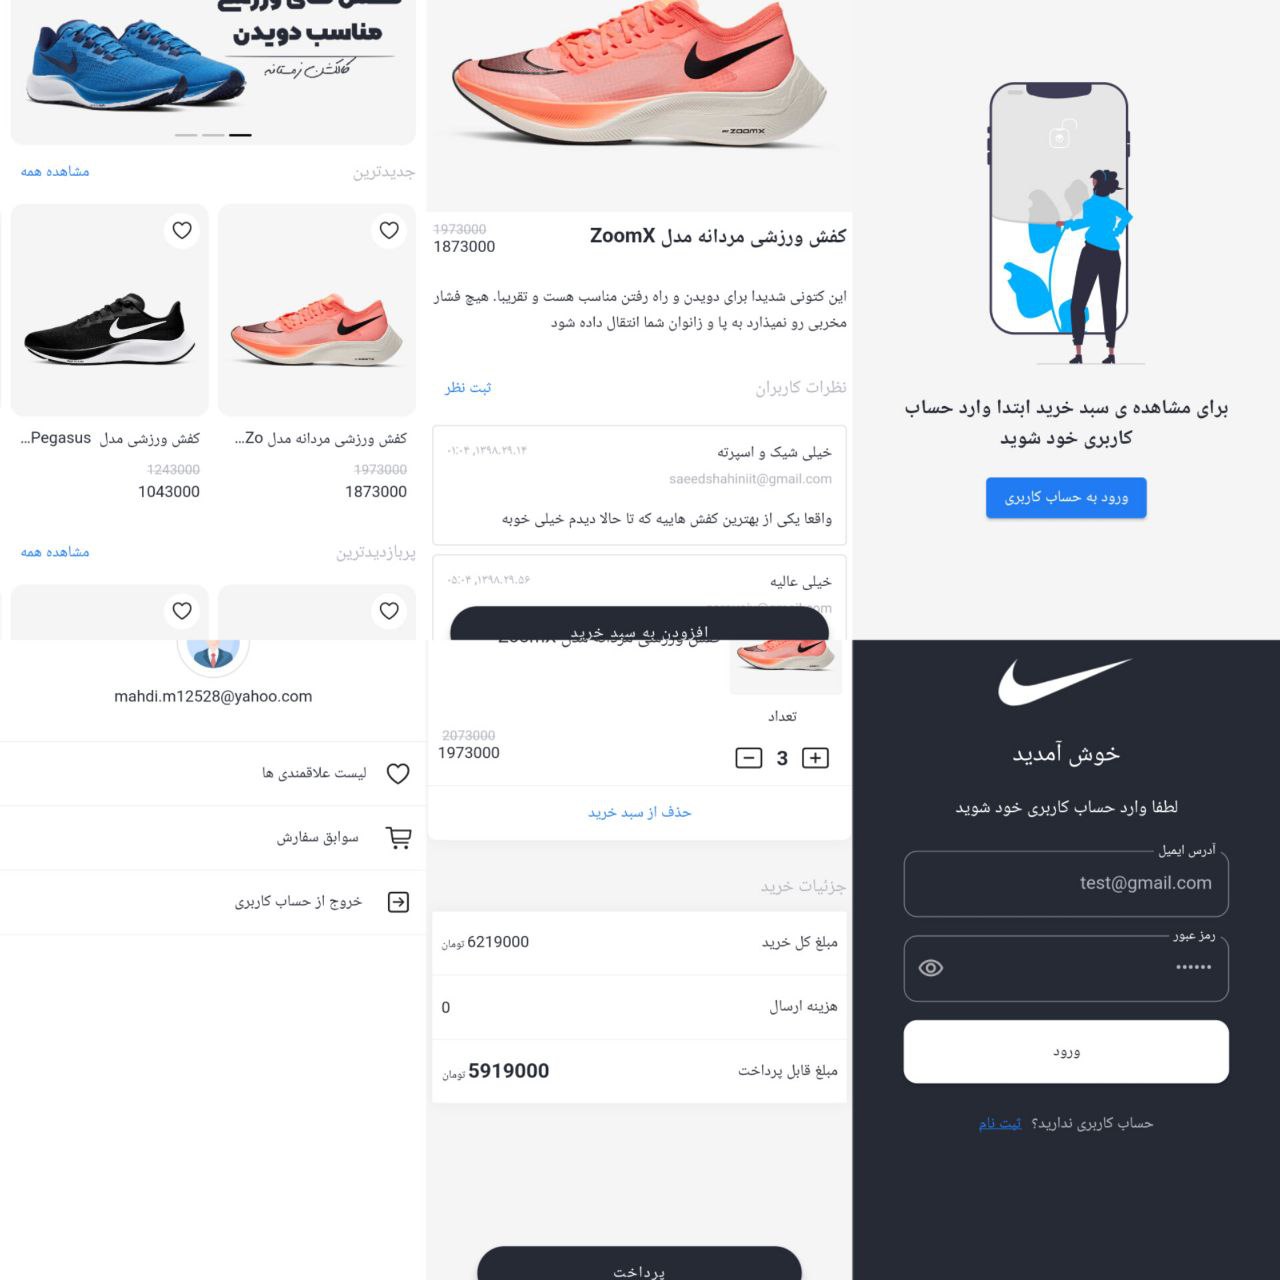 مناسب دویدن
کالکشن زمستانه
جدیدترین
مشاهده همه
کفش ورزشی مردانه مدل Zo...
1973000
1873000
کفش ورزشی مدل Pegasus...
1243000
1043000
پربازدیدترین
مشاهده همه
ZOOMX
کفش ورزشی مردانه مدل ZoomX
1973000
1873000
این کتونی شدیدا برای دویدن و راه رفتن مناسب هست و تقریبا. هیچ فشار
مخربی رو نمیذارد به پا و زانوان شما انتقال داده شود
نظرات کاربران
ثبت نظر
خیلی شیک و اسپرته
۱۳۹۸.۲۹.۱۴, ۰۱:۰۴
saeedshahiniit@gmail.com
واقعا یکی از بهترین کفش هاییه که تا حالا دیدم خیلی خوبه
خیلی عالیه
۱۳۹۸.۲۹.۵۶, ۰۵:۰۴
افزودن به سبد خرید
برای مشاهده ی سبد خرید ابتدا وارد حساب
کاربری خود شوید
ورود به حساب کاربری
mahdi.m12528@yahoo.com
لیست علاقمندی ها
سوابق سفارش
خروج از حساب کاربری
کفش ورزشی مردانه مدل ZoomX
تعداد
3
2073000
1973000
حذف از سبد خرید
جزئیات خرید
مبلغ کل خرید
6219000 تومان
هزینه ارسال
0
مبلغ قابل پرداخت
5919000 تومان
پرداخت
خوش آمدید
لطفا وارد حساب کاربری خود شوید
آدرس ایمیل
test@gmail.com
رمز عبور
••••••
ورود
حساب کاربری ندارید؟ ثبت نام